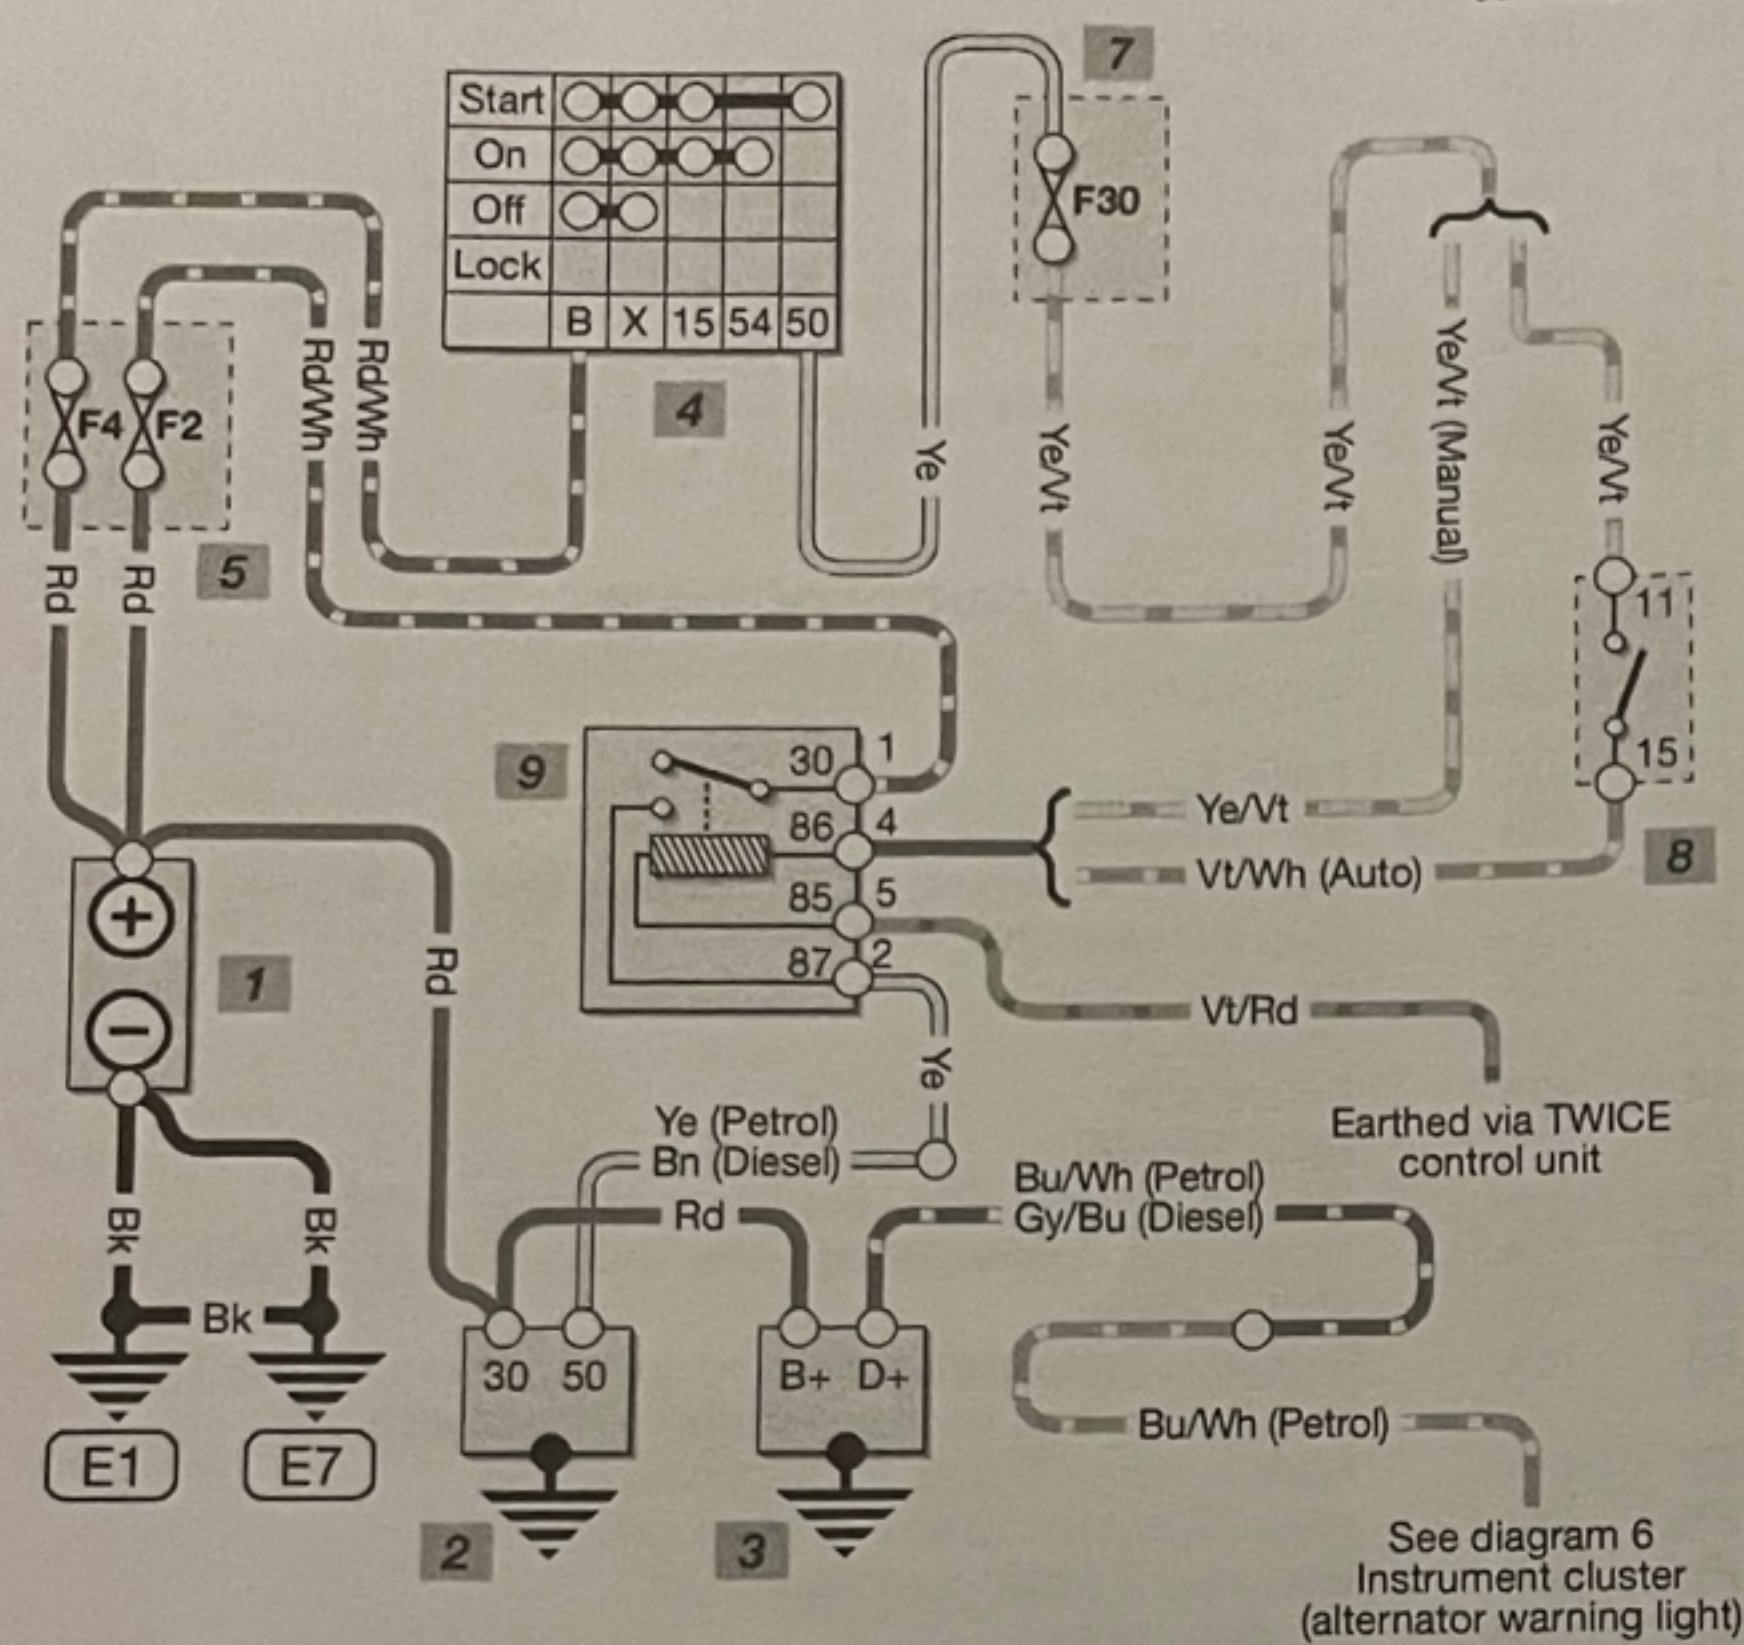 7
Start
On
Off
Lock
B X 15 54 50
4
F30
F4 F2
5
Rd/Wh
Rd/Wh
Rd
Rd
Ye
Ye/Vt
Ye/Vt
Ye/Vt (Manual)
Ye/Vt
11
15
8
9
30 1
86 4
85 5
87 2
Ye/Vt
Vt/Wh (Auto)
Vt/Rd
Earthed via TWICE
control unit
+
−
1
Rd
Ye
Ye (Petrol)
Bn (Diesel)
Rd
Bu/Wh (Petrol)
Gy/Bu (Diesel)
Bk
Bk
Bk
E1
E7
30 50
2
B+ D+
3
Bu/Wh (Petrol)
See diagram 6
Instrument cluster
(alternator warning light)